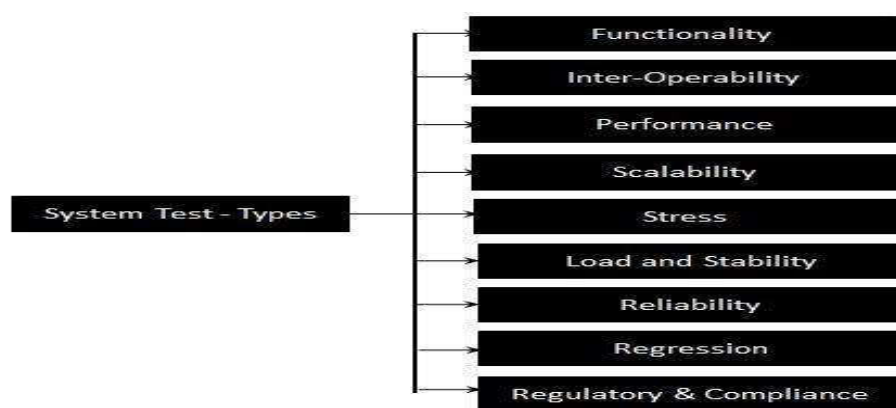 System Test - Types
Functionality
Inter-Operability
Performance
Scalability
Stress
Load and Stability
Reliability
Regression
Regulatory & Compliance